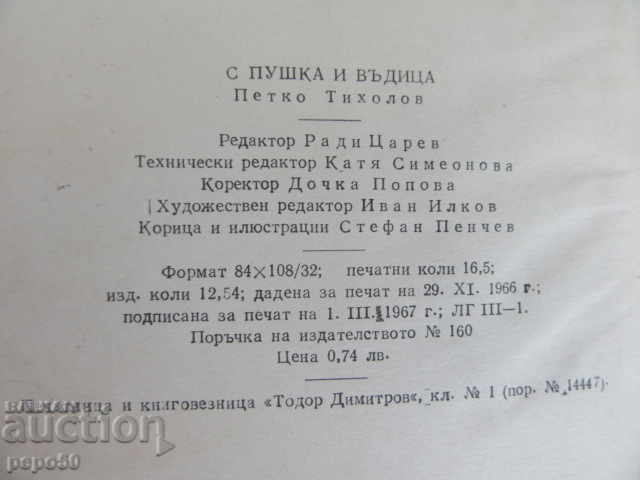 С ПУШКА И ВЪДИЦА
Петко Тихолов
Редактор Ради Царев
Технически редактор Катя Симеонова
Коректор Дочка Попова
Художествен редактор Иван Илков
Корица и илюстрации Стефан Пенчев
Формат 84×108/32; печатни коли 16,5;
изд. коли 12,54; дадена за печат на 29. XI. 1966 г.;
подписана за печат на 1. III. 1967 г.; ЛГ III—1.
Поръчка на издателството № 160
Цена 0,74 лв.
Печатница и книговезница «Тодор Димитров«, кл. № 1 (пор. № 14447).
auction
pepo50